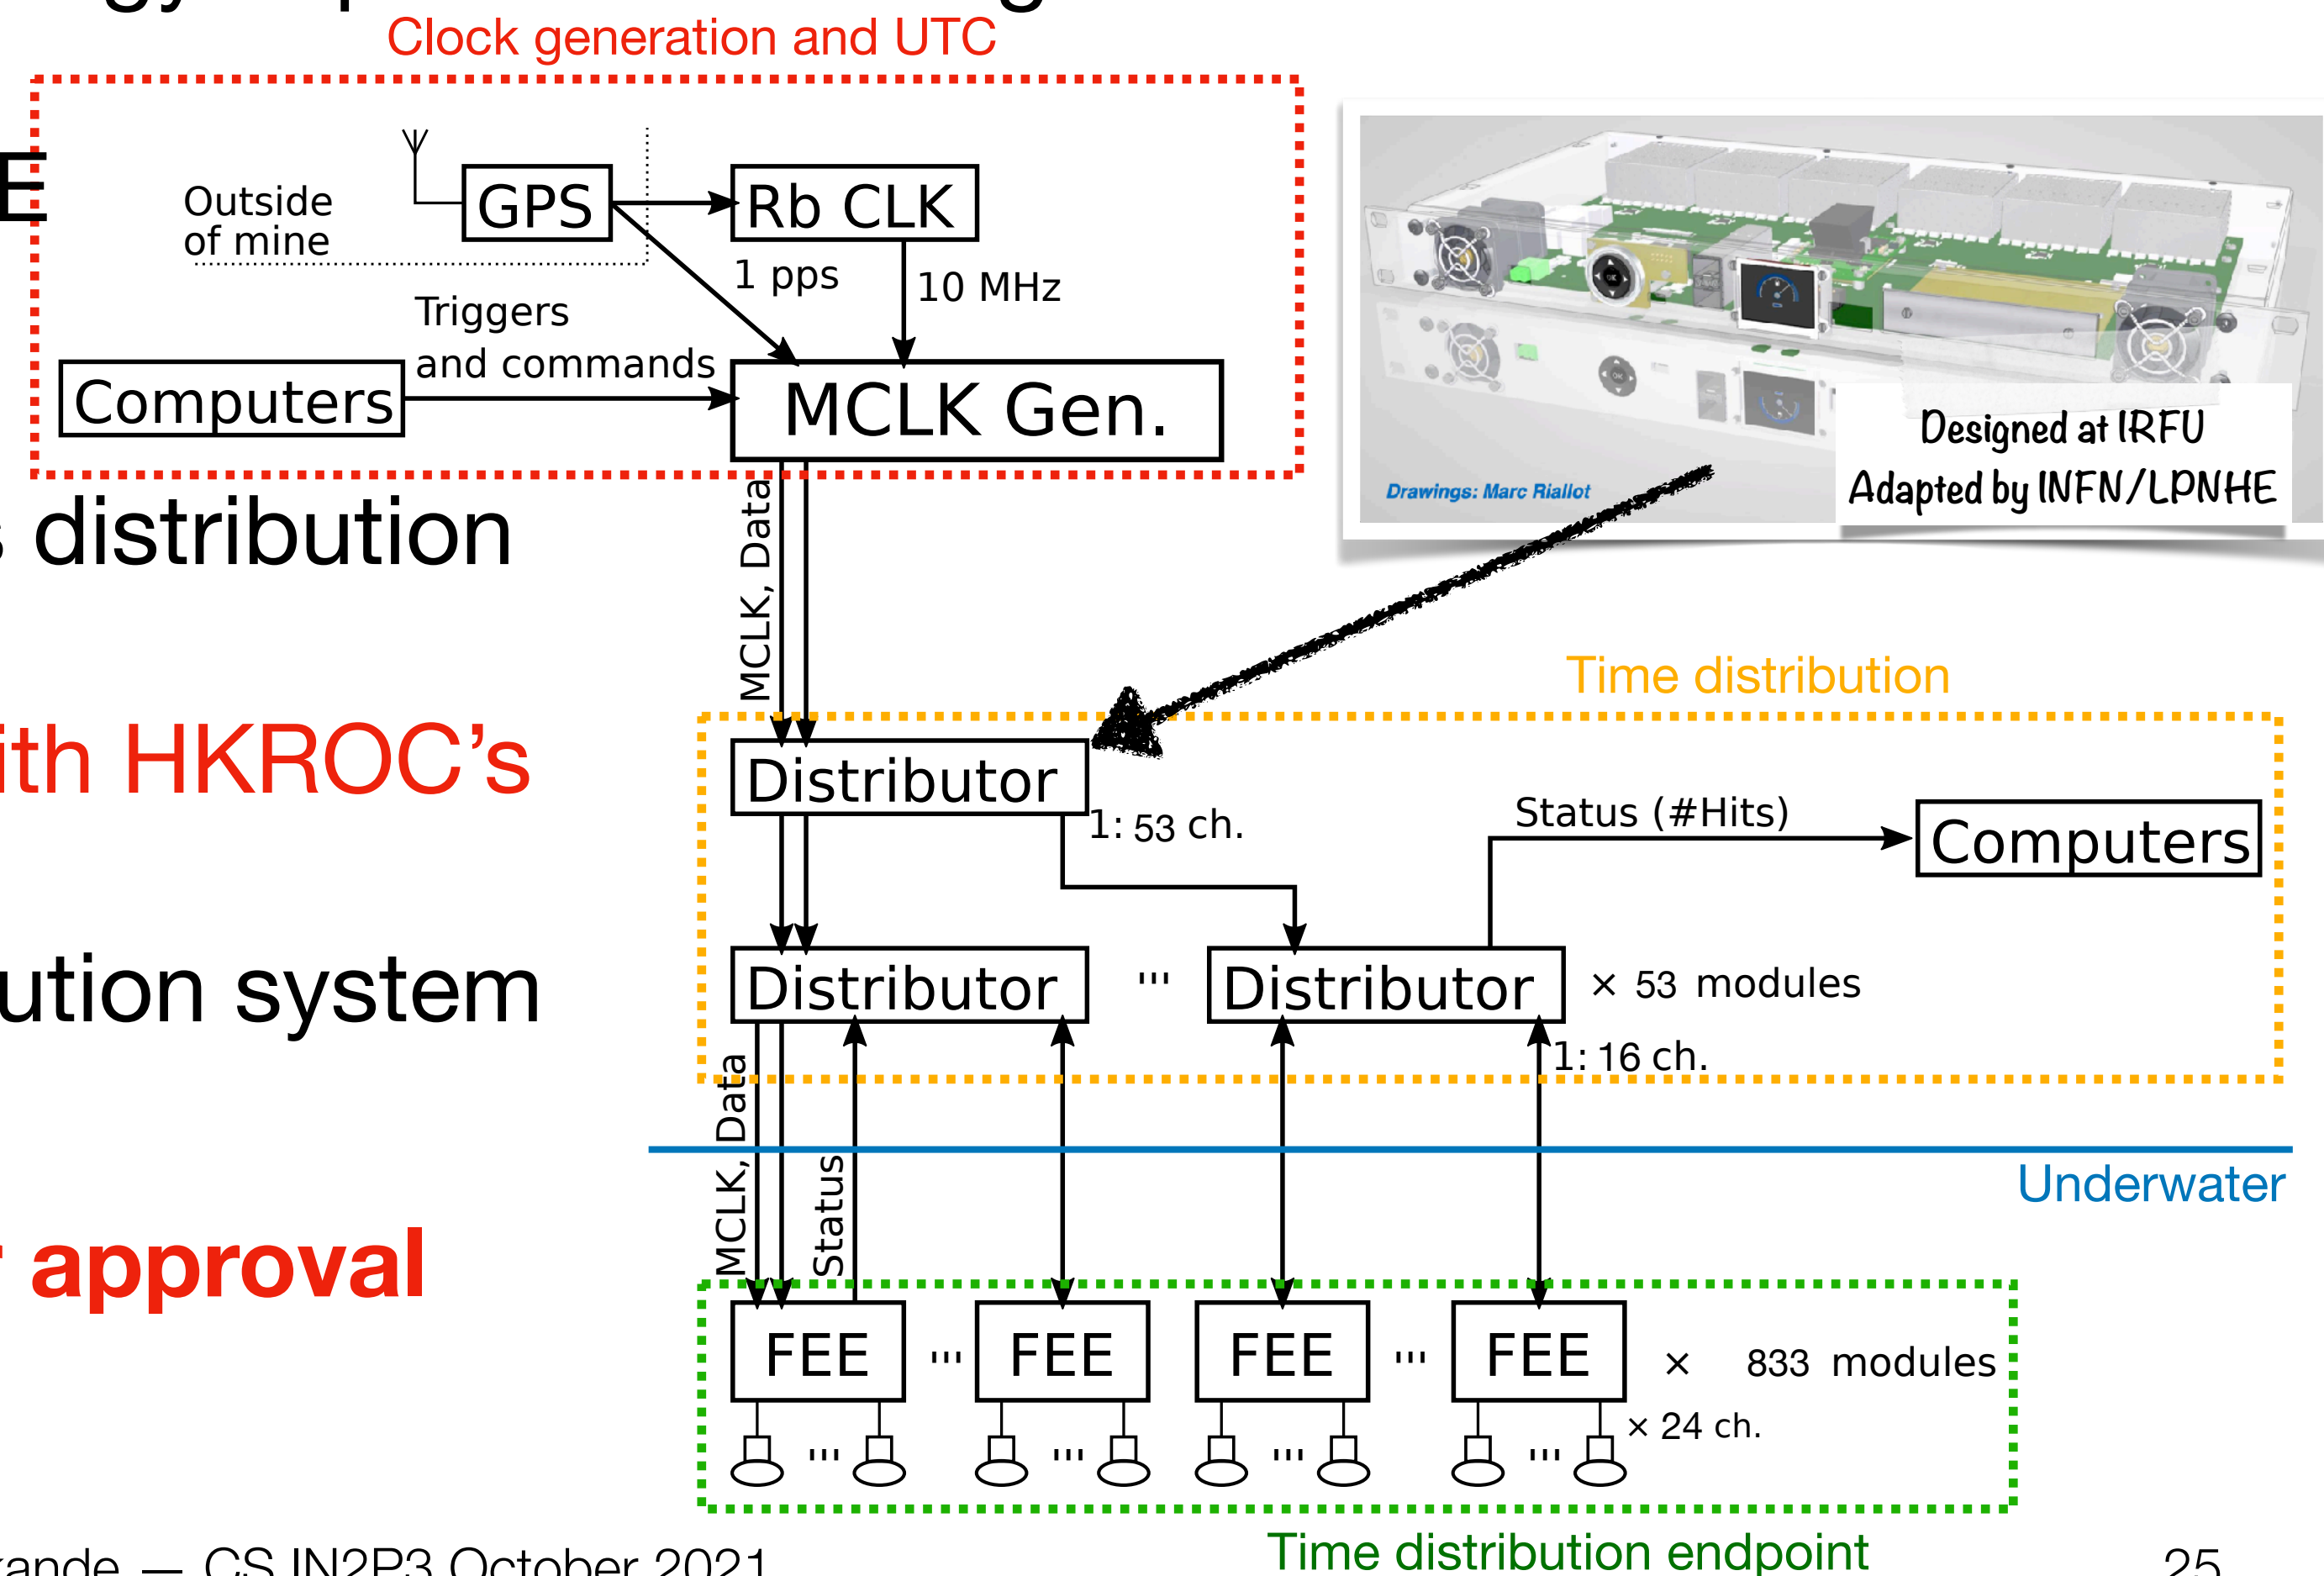 Clock generation and UTC
E
Outside
of mine
GPS
Rb CLK
1 pps
10 MHz
Triggers
and commands
Computers
MCLK Gen.
Drawings: Marc Riallot
Designed at IRFU
Adapted by INFN/LPNHE
s distribution
MCLK, Data
Time distribution
ith HKROC's
Distributor
1: 53 ch.
Status (#Hits)
Computers
ution system
Distributor
Distributor
× 53 modules
1: 16 ch.
MCLK, Data
Status
Underwater
r approval
FEE
FEE
FEE
FEE
× 833 modules
× 24 ch.
Time distribution endpoint
kande — CS IN2P3 October 2021
25